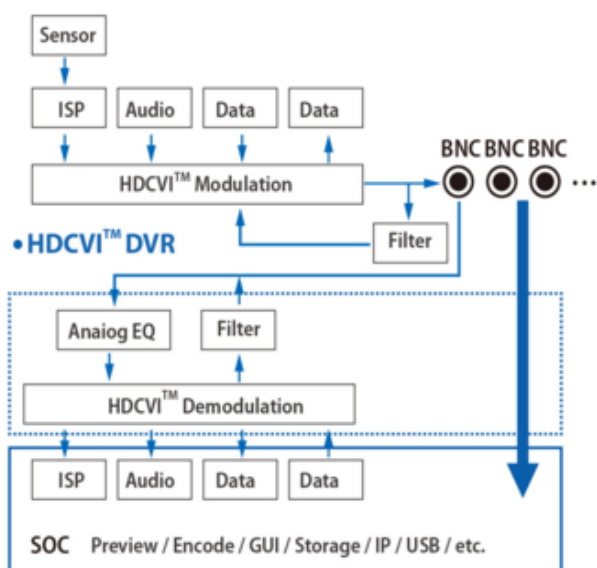 Sensor
ISP Audio Data Data
BNC BNC BNC
HDCVI™ Modulation
...
Filter
• HDCVI™ DVR
Anaiog EQ Filter
HDCVI™ Demodulation
ISP Audio Data Data
SOC Preview / Encode / GUI / Storage / IP / USB / etc.